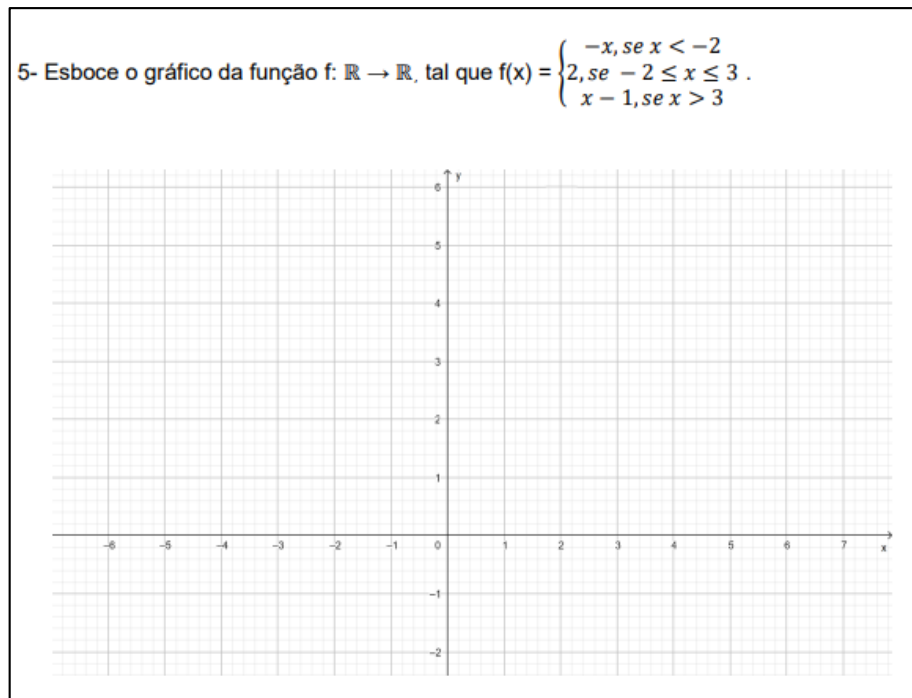 −x, se x < −2
5- Esboce o gráfico da função f: ℝ → ℝ, tal que f(x) = {2, se − 2 ≤ x ≤ 3 .
x − 1, se x > 3
y
6
5
4
3
2
1
−6 −5 −4 −3 −2 −1 0 1 2 3 4 5 6 7 x
−1
−2